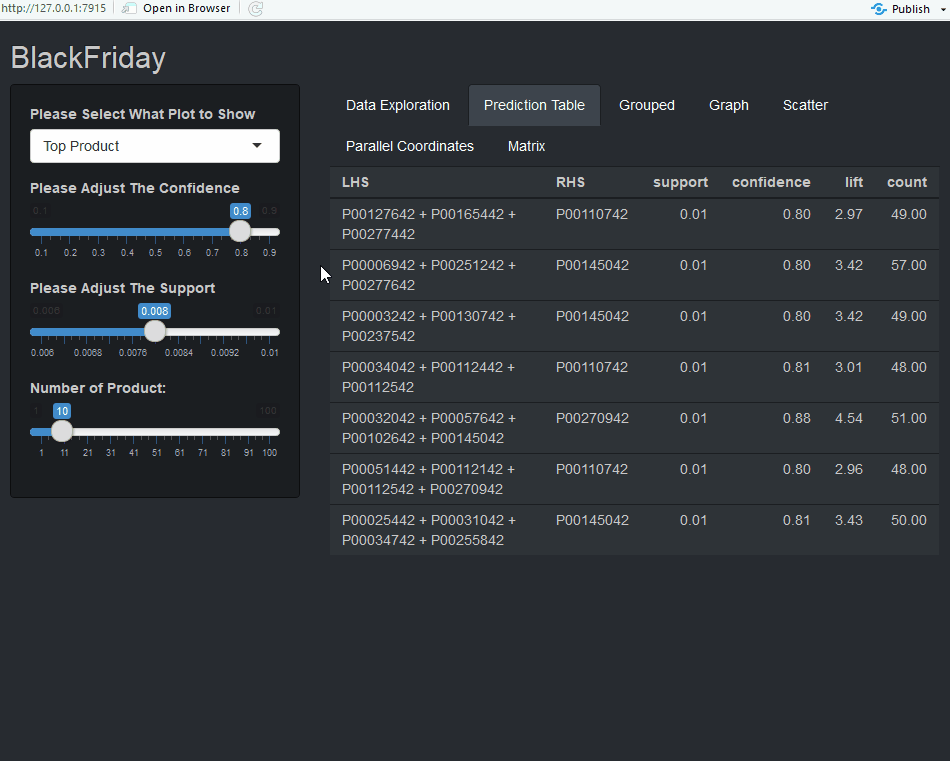 http://127.0.0.1:7915 Open in Browser Publish
BlackFriday
Please Select What Plot to Show
Top Product
Please Adjust The Confidence
0.1 0.8 0.9
0.1 0.2 0.3 0.4 0.5 0.6 0.7 0.8 0.9
Please Adjust The Support
0.006 0.008 0.01
0.006 0.0068 0.0076 0.0084 0.0092 0.01
Number of Product:
1 10 100
1 11 21 31 41 51 61 71 81 91 100
Data Exploration Prediction Table Grouped Graph Scatter
Parallel Coordinates Matrix
LHS RHS support confidence lift count
P00127642 + P00165442 + P00110742 0.01 0.80 2.97 49.00
P00277442
P00006942 + P00251242 + P00145042 0.01 0.80 3.42 57.00
P00277642
P00003242 + P00130742 + P00145042 0.01 0.80 3.42 49.00
P00237542
P00034042 + P00112442 + P00110742 0.01 0.81 3.01 48.00
P00112542
P00032042 + P00057642 + P00270942 0.01 0.88 4.54 51.00
P00102642 + P00145042
P00051442 + P00112142 + P00110742 0.01 0.80 2.96 48.00
P00112542 + P00270942
P00025442 + P00031042 + P00145042 0.01 0.81 3.43 50.00
P00034742 + P00255842